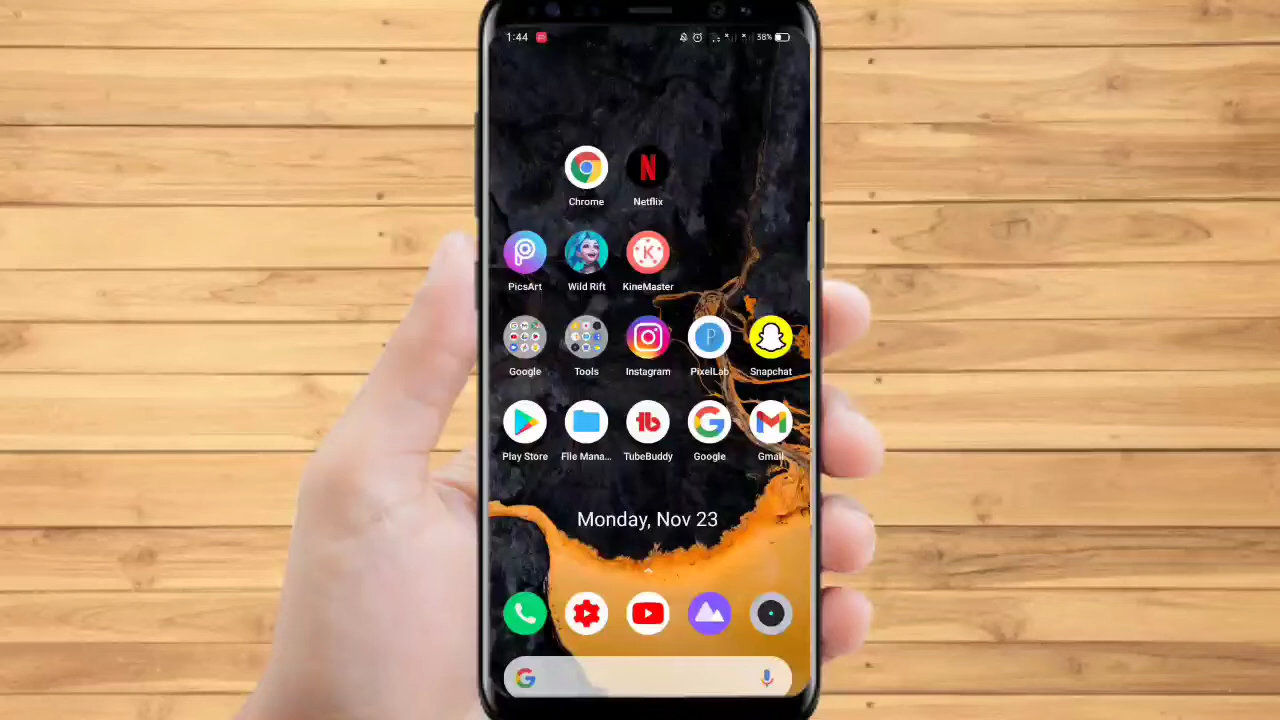 1:44 38%
Chrome Netflix
PicsArt Wild Rift KineMaster
Google Tools Instagram PixelLab Snapchat
Play Store File Mana... TubeBuddy Google Gmail
Monday, Nov 23